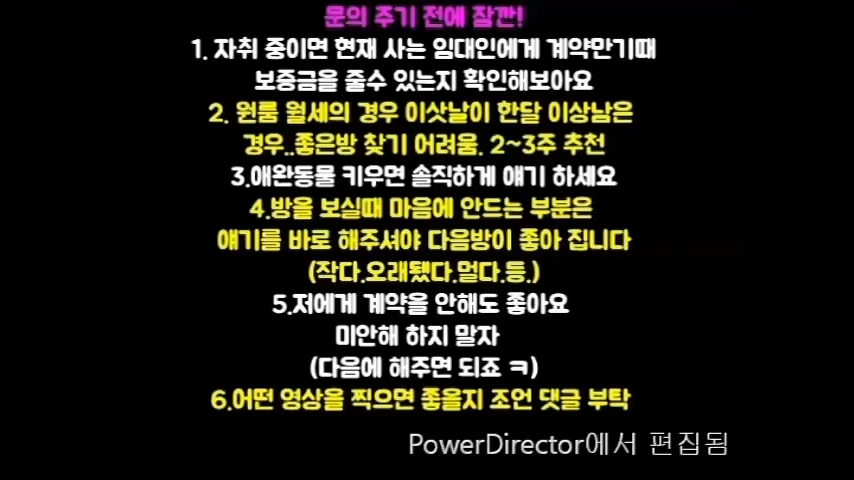 문의 주기 전에 잠깐!
1. 자취 중이면 현재 사는 임대인에게 계약만기때
보증금을 줄수 있는지 확인해보아요
2. 원룸 월세의 경우 이삿날이 한달 이상남은
경우..좋은방 찾기 어려움. 2~3주 추천
3.애완동물 키우면 솔직하게 얘기 하세요
4.방을 보실때 마음에 안드는 부분은
얘기를 바로 해주셔야 다음방이 좋아 집니다
(작다.오래됐다.멀다.등.)
5.저에게 계약을 안해도 좋아요
미안해 하지 말자
(다음에 해주면 되죠 ㅋ)
6.어떤 영상을 찍으면 좋을지 조언 댓글 부탁
PowerDirector에서 편집됨